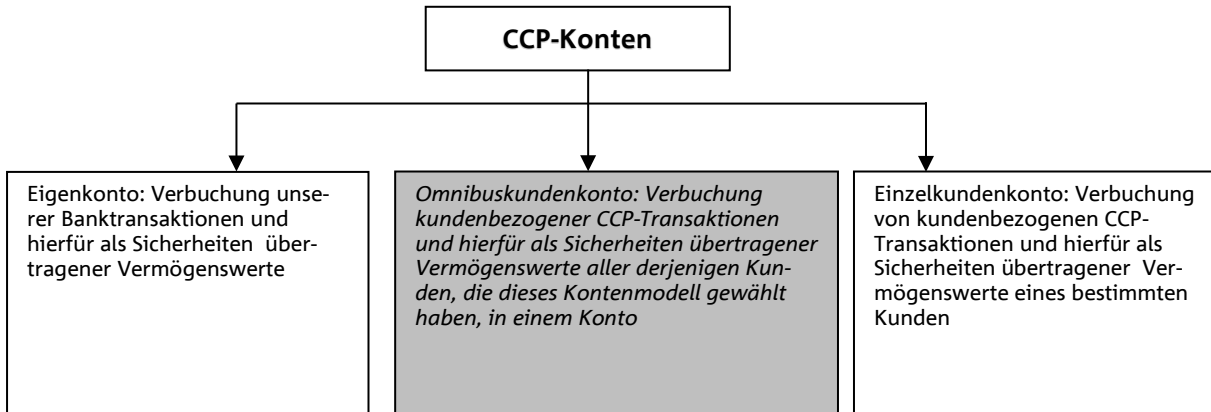 CCP-Konten
Eigenkonto: Verbuchung unse-
rer Banktransaktionen und
hierfür als Sicherheiten über-
tragener Vermögenswerte
Omnibuskundenkonto: Verbuchung
kundenbezogener CCP-Transaktionen
und hierfür als Sicherheiten übertragener
Vermögenswerte aller derjenigen Kun-
den, die dieses Kontenmodell gewählt
haben, in einem Konto
Einzelkundenkonto: Verbuchung
von kundenbezogenen CCP-
Transaktionen und hierfür als
Sicherheiten übertragener Ver-
mögenswerte eines bestimmten
Kunden